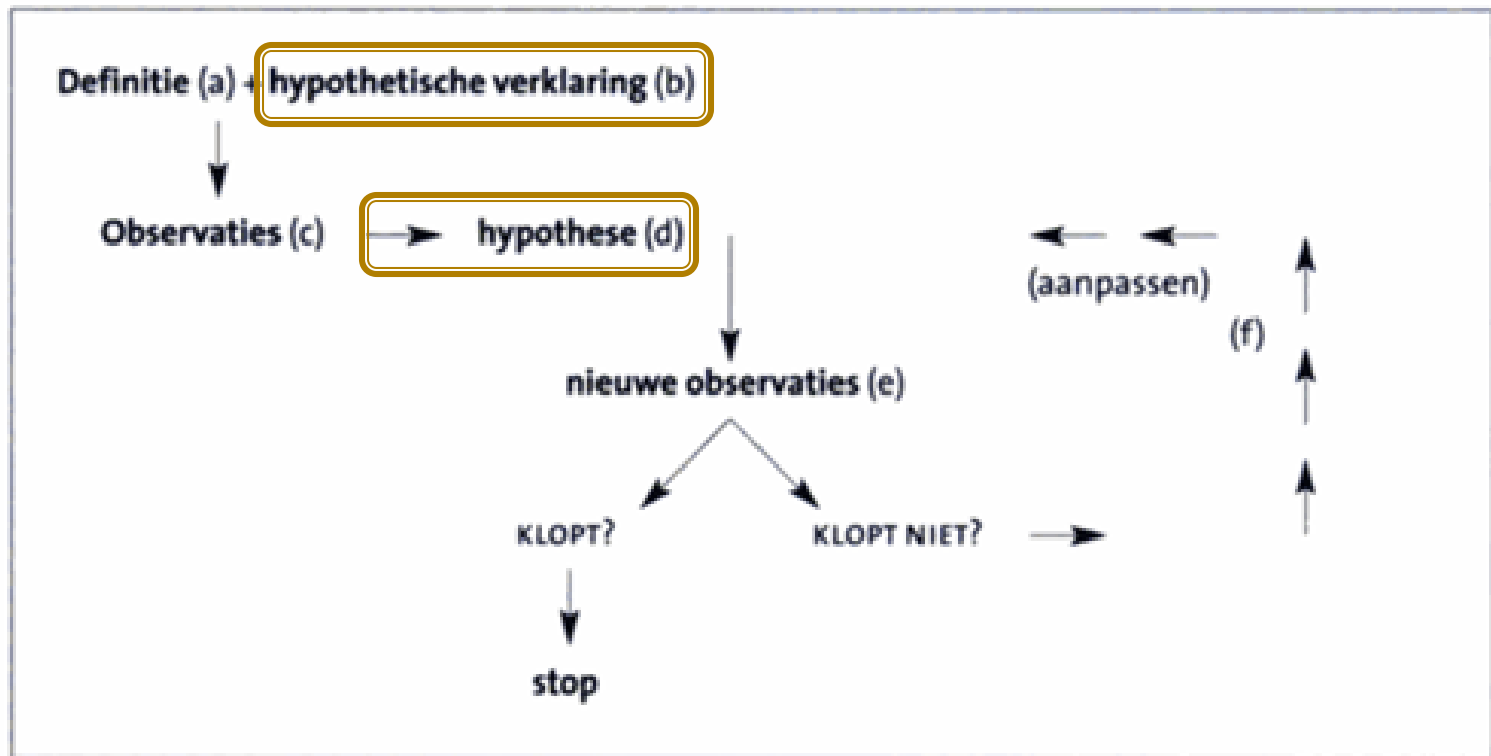 Definitie (a) + hypothetische verklaring (b)
Observaties (c) hypothese (d)
(aanpassen)
(f)
nieuwe observaties (e)
KLOPT? KLOPT NIET?
stop